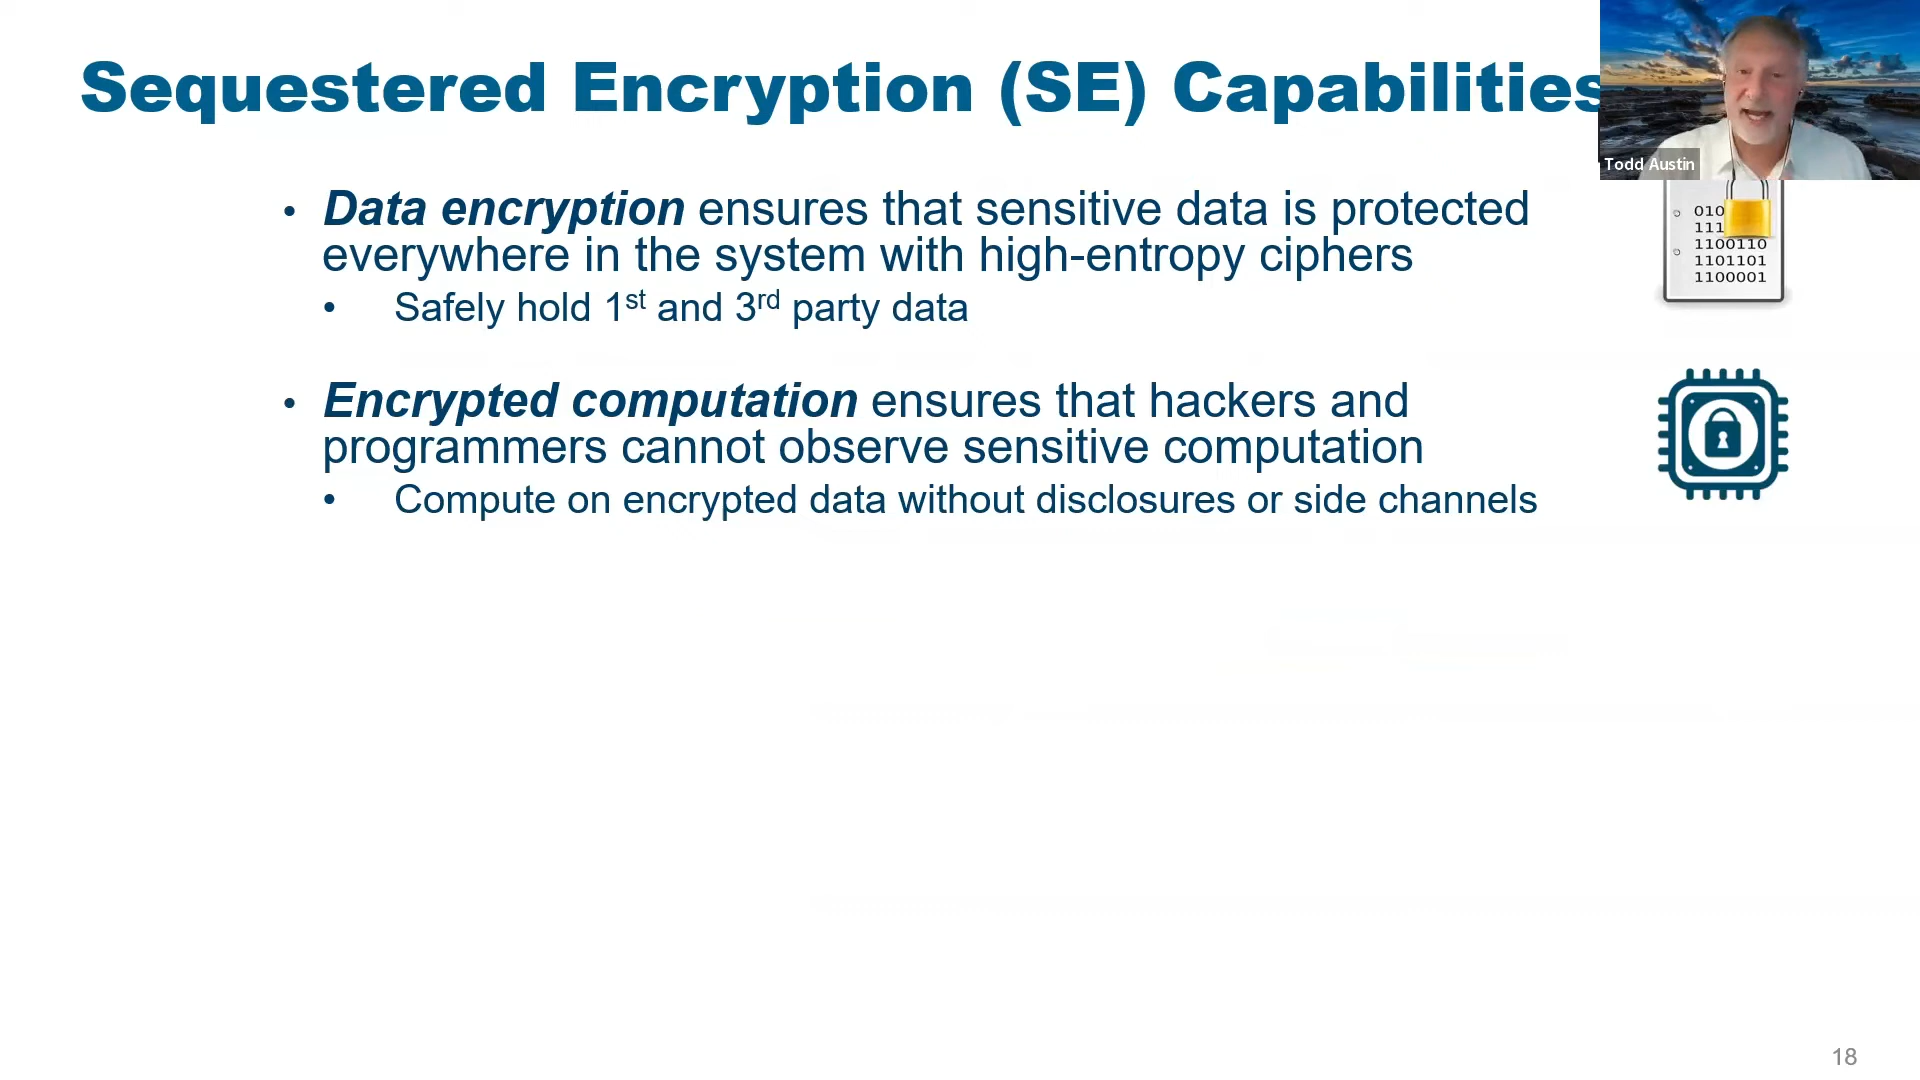 Sequestered Encryption (SE) Capabilities
Todd Austin
• Data encryption ensures that sensitive data is protected
everywhere in the system with high-entropy ciphers
• Safely hold 1st and 3rd party data
010
111
1100110
1101101
1100001
• Encrypted computation ensures that hackers and
programmers cannot observe sensitive computation
• Compute on encrypted data without disclosures or side channels
18